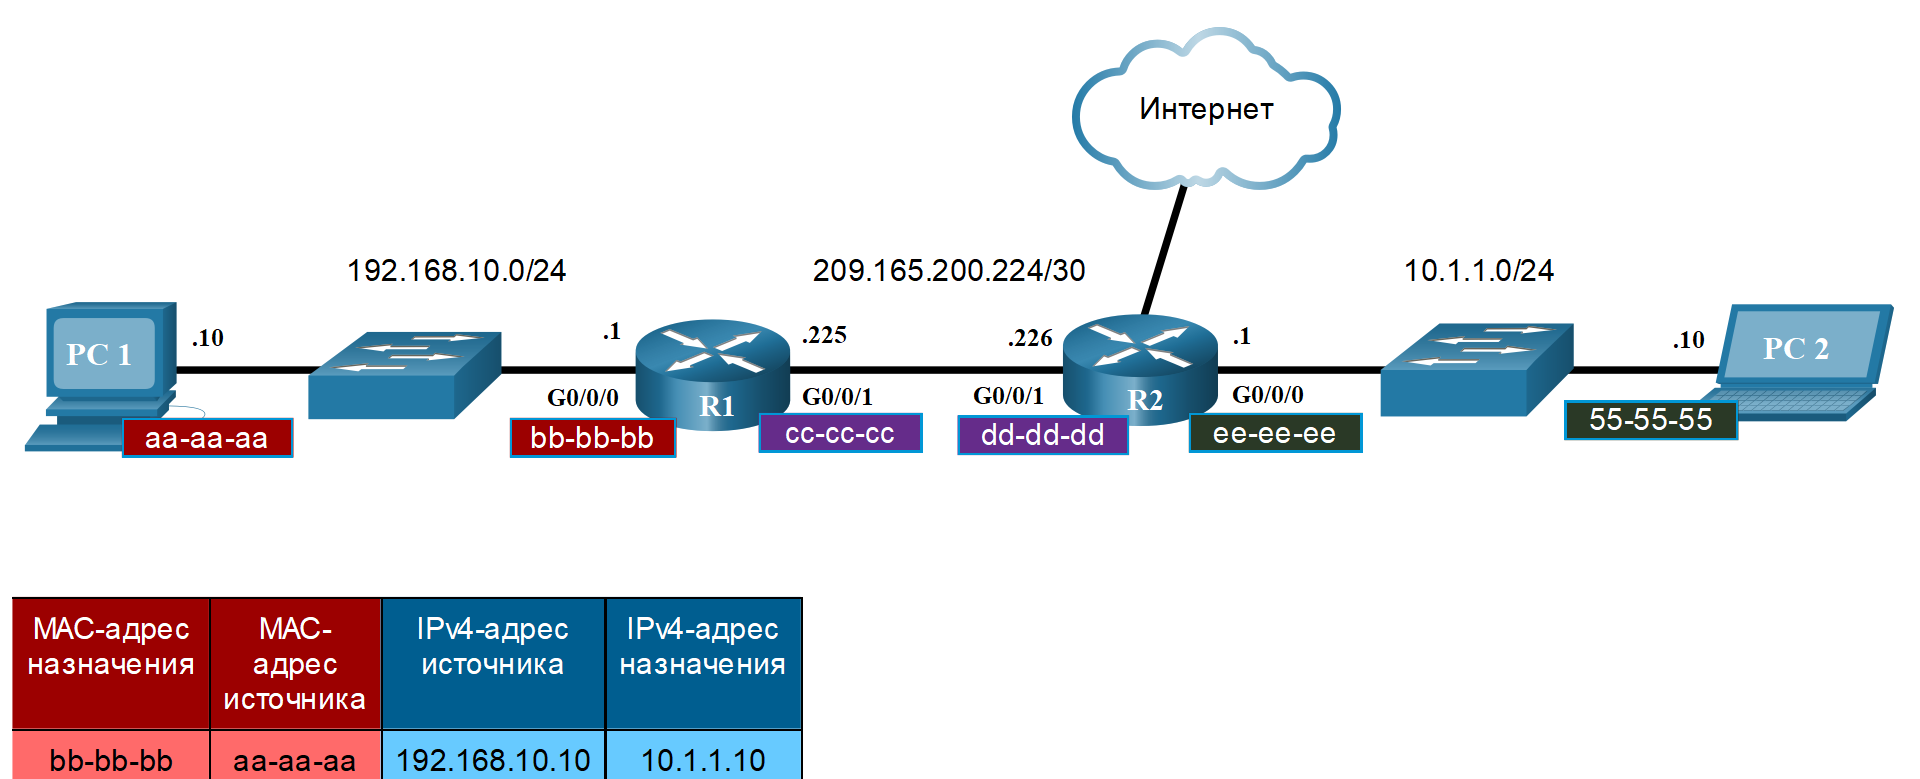 Интернет
192.168.10.0/24
209.165.200.224/30
10.1.1.0/24
PC 1
.10
.1
R1
.225
.226
R2
.1
.10
PC 2
G0/0/0
G0/0/1
G0/0/1
G0/0/0
aa-aa-aa
bb-bb-bb
cc-cc-cc
dd-dd-dd
ee-ee-ee
55-55-55
МАС-адрес
назначения
МАС-
адрес
источника
IPv4-адрес
источника
IPv4-адрес
назначения
bb-bb-bb
aa-aa-aa
192.168.10.10
10.1.1.10